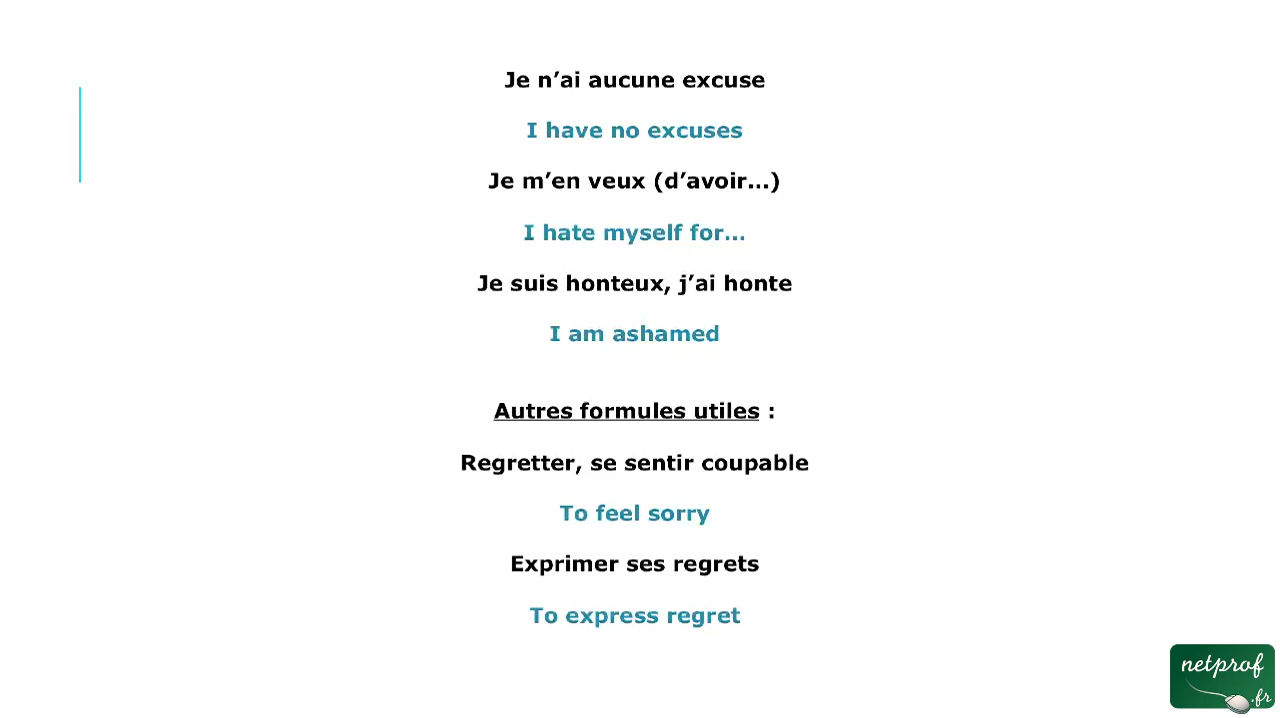 Je n’ai aucune excuse
I have no excuses
Je m’en veux (d’avoir…)
I hate myself for…
Je suis honteux, j’ai honte
I am ashamed
Autres formules utiles :
Regretter, se sentir coupable
To feel sorry
Exprimer ses regrets
To express regret
netprof
.fr